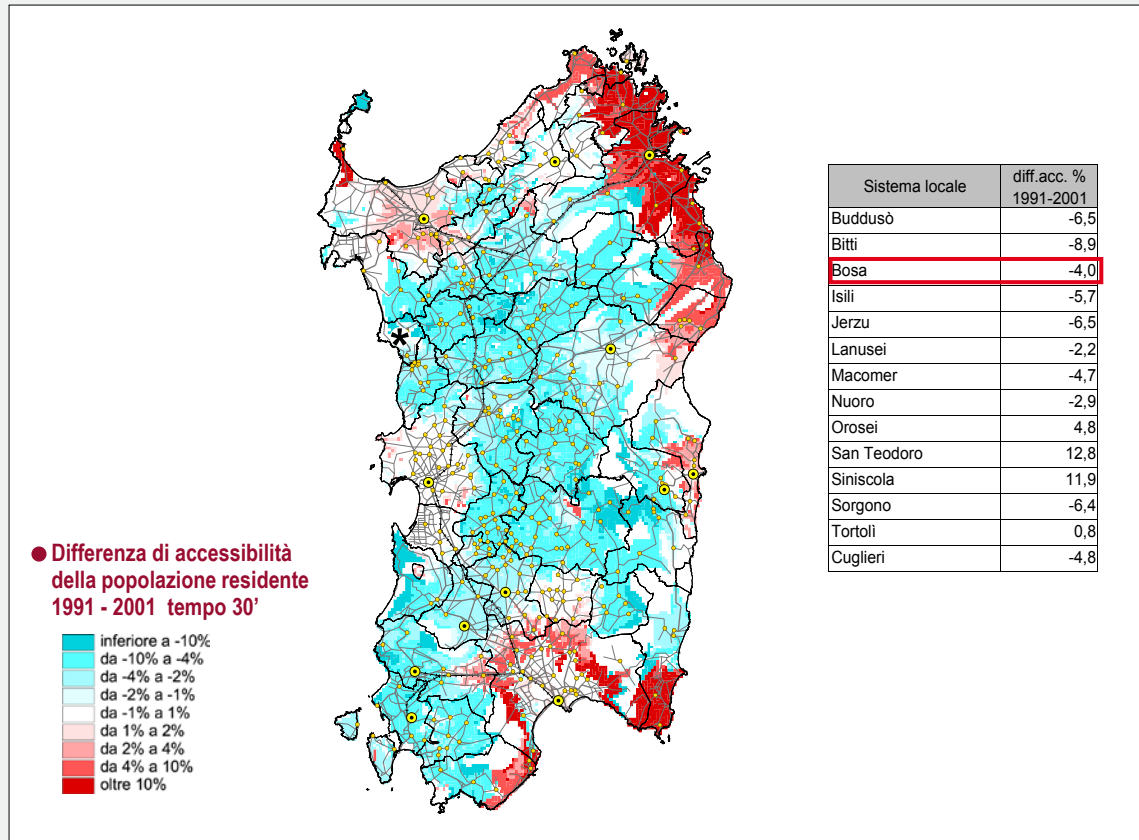 Sistema locale diff.acc. % 1991-2001
Buddusò -6,5
Bitti -8,9
Bosa -4,0
Isili -5,7
Jerzu -6,5
Lanusei -2,2
Macomer -4,7
Nuoro -2,9
Orosei 4,8
San Teodoro 12,8
Siniscola 11,9
Sorgono -6,4
Tortolì 0,8
Cuglieri -4,8
*
Differenza di accessibilità
della popolazione residente
1991 - 2001 tempo 30'
inferiore a -10%
da -10% a -4%
da -4% a -2%
da -2% a -1%
da -1% a 1%
da 1% a 2%
da 2% a 4%
da 4% a 10%
oltre 10%